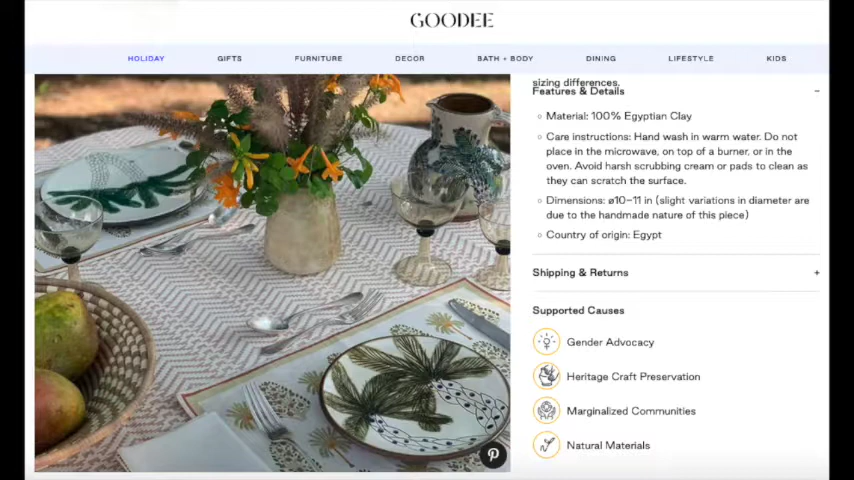 GOODEE
HOLIDAY
GIFTS
FURNITURE
DECOR
BATH + BODY
DINING
LIFESTYLE
KIDS
sizing differences.
Features & Details
Material: 100% Egyptian Clay
Care instructions: Hand wash in warm water. Do not
place in the microwave, on top of a burner, or in the
oven. Avoid harsh scrubbing cream or pads to clean as
they can scratch the surface.
Dimensions: ø10–11 in (slight variations in diameter are
due to the handmade nature of this piece)
Country of origin: Egypt
Shipping & Returns
Supported Causes
Gender Advocacy
Heritage Craft Preservation
Marginalized Communities
Natural Materials